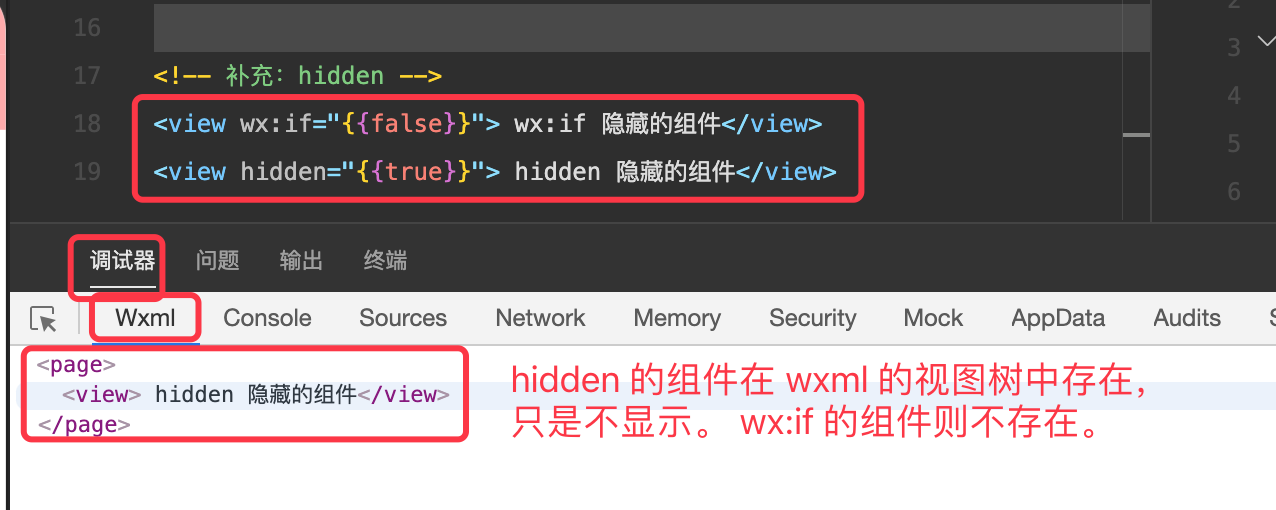 16
17 <!-- 补充：hidden -->
18 <view wx:if="{{false}}"> wx:if 隐藏的组件</view>
19 <view hidden="{{true}}"> hidden 隐藏的组件</view>
2
3
4
5
6
调试器 问题 输出 终端
Wxml Console Sources Network Memory Security Mock AppData Audits
<page>
<view> hidden 隐藏的组件</view>
</page>
hidden 的组件在 wxml 的视图树中存在，
只是不显示。 wx:if 的组件则不存在。